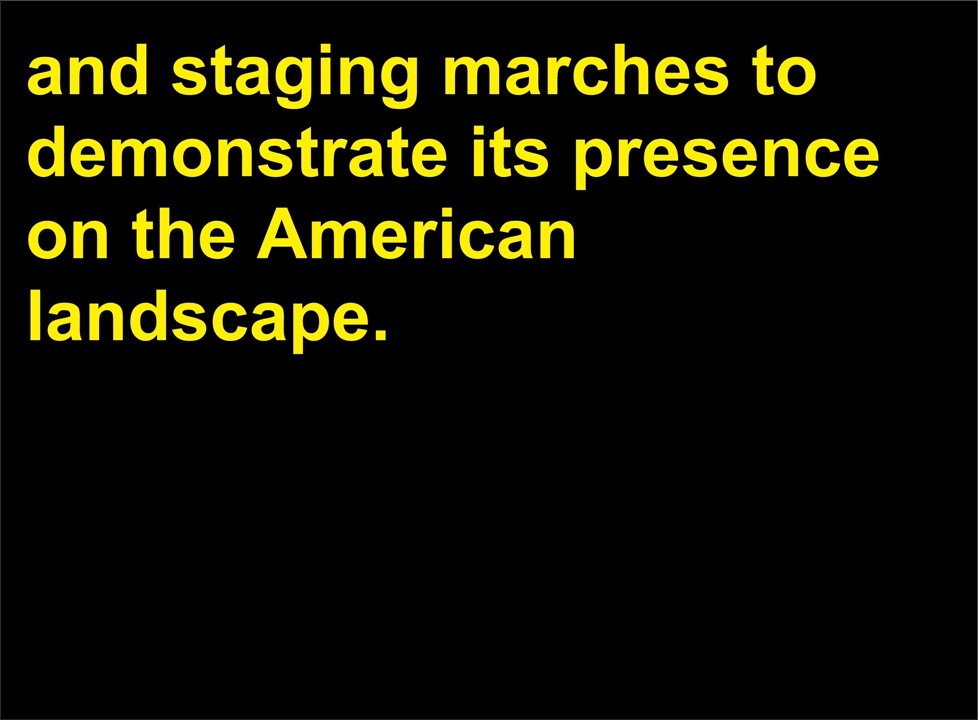 and staging marches to
demonstrate its presence
on the American
landscape.